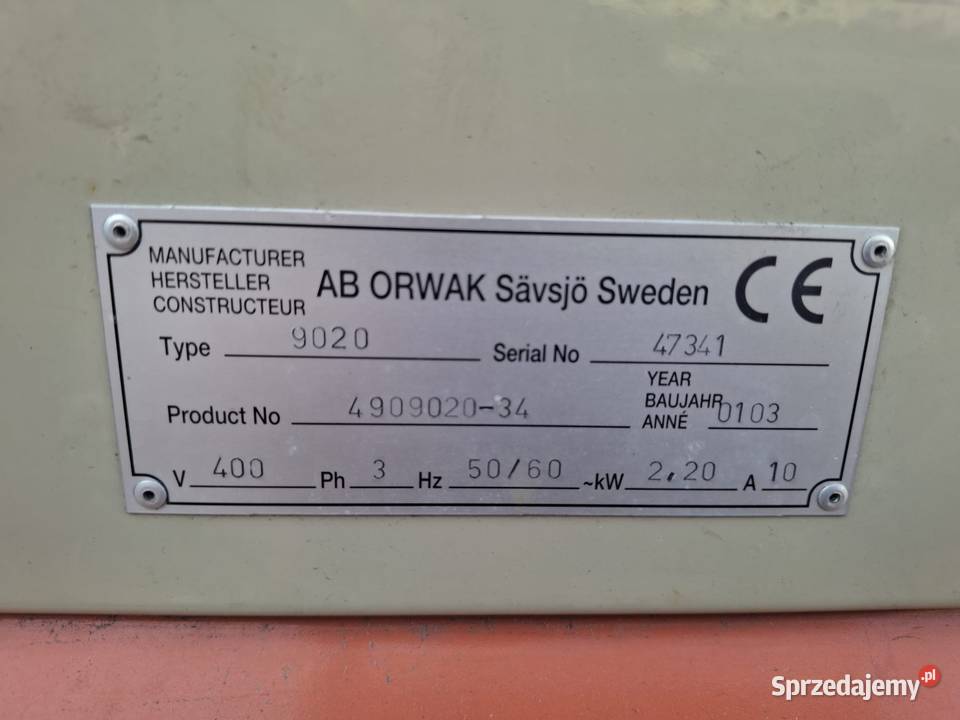 MANUFACTURER
HERSTELLER
CONSTRUCTEUR
AB ORWAK Sävsjö Sweden
CE
Type 9020 Serial No 47341
Product No 4909020-34
YEAR
BAUJAHR
ANNÉ 0103
V 400 Ph 3 Hz 50/60 ~kW 2,20 A 10
Sprzedajemy.pl